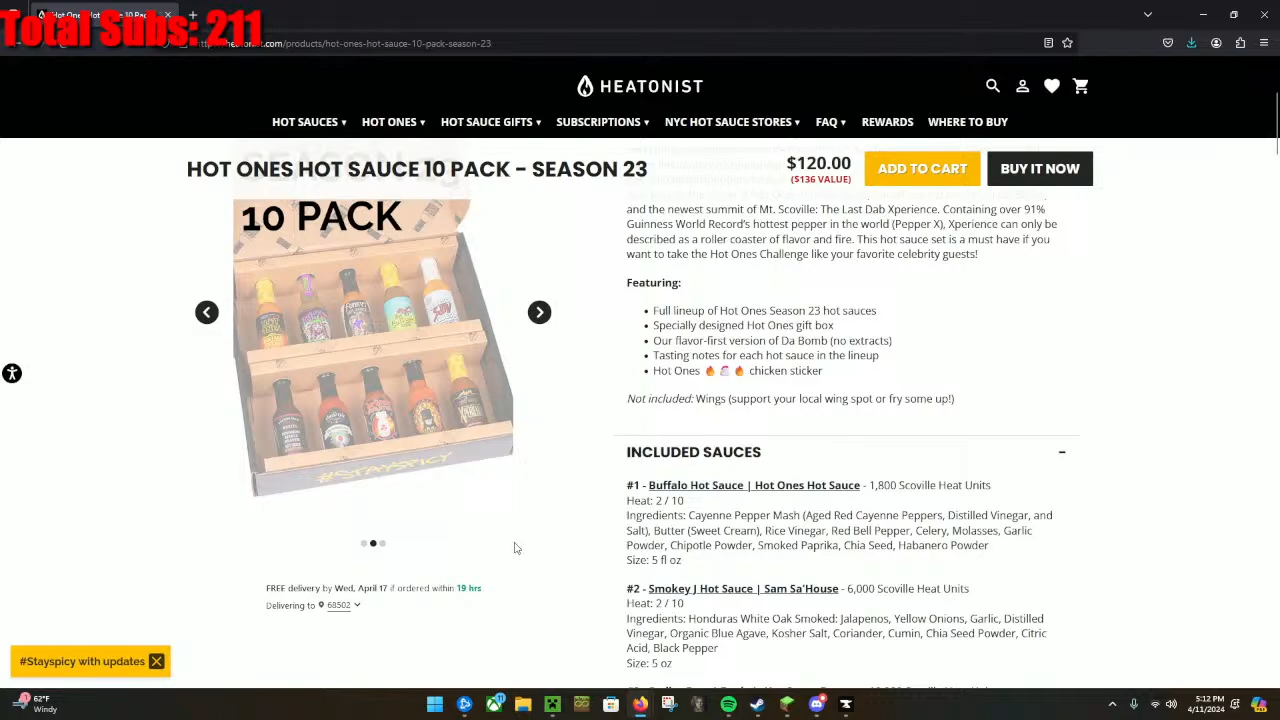 Total Subs: 211
Hot Ones Hot Sauce 10 Pack
heatonist.com/products/hot-ones-hot-sauce-10-pack-season-23
HEATONIST
HOT SAUCES HOT ONES HOT SAUCE GIFTS SUBSCRIPTIONS NYC HOT SAUCE STORES FAQ REWARDS WHERE TO BUY
HOT ONES HOT SAUCE 10 PACK – SEASON 23
$120.00
($136 VALUE)
ADD TO CART
BUY IT NOW
10 PACK
#STAYSPICY
and the newest summit of Mt. Scoville: The Last Dab Xperience. Containing over 91%
Guinness World Record's hottest pepper in the world (Pepper X), Xperience can only be
described as a roller coaster of flavor and fire. This hot sauce set is a must have if you
want to take the Hot Ones Challenge like your favorite celebrity guests!
Featuring:
Full lineup of Hot Ones Season 23 hot sauces
Specially designed Hot Ones gift box
Our flavor-first version of Da Bomb (no extracts)
Tasting notes for each hot sauce in the lineup
Hot Ones 🔥 🐔 🔥 chicken sticker
Not included: Wings (support your local wing spot or fry some up!)
INCLUDED SAUCES
#1 - Buffalo Hot Sauce | Hot Ones Hot Sauce - 1,800 Scoville Heat Units
Heat: 2 / 10
Ingredients: Cayenne Pepper Mash (Aged Red Cayenne Peppers, Distilled Vinegar, and
Salt), Butter (Sweet Cream), Rice Vinegar, Red Bell Pepper, Celery, Molasses, Garlic
Powder, Chipotle Powder, Smoked Paprika, Chia Seed, Habanero Powder
Size: 5 fl oz
#2 - Smokey J Hot Sauce | Sam Sa'House - 6,000 Scoville Heat Units
Heat: 2 / 10
Ingredients: Honduras White Oak Smoked: Jalapenos, Yellow Onions, Garlic, Distilled
Vinegar, Organic Blue Agave, Kosher Salt, Coriander, Cumin, Chia Seed Powder, Citric
Acid, Black Pepper
Size: 5 oz
FREE delivery by Wed, April 17 if ordered within 19 hrs
Delivering to 68502
#Stayspicy with updates
62°F
Windy
5:12 PM
4/11/2024